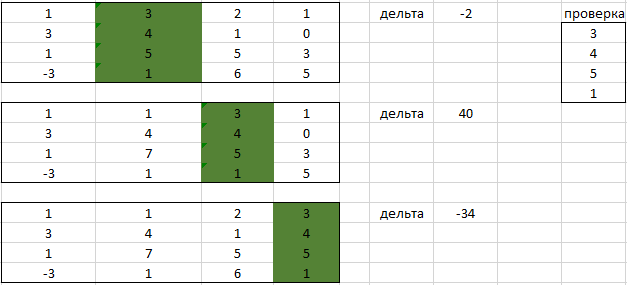 1 3 2 1 дельта -2 проверка
3 4 1 0 3
1 5 5 3 4
-3 1 6 5 5
1
1 1 3 1 дельта 40
3 4 4 0
1 7 5 3
-3 1 1 5
1 1 2 3 дельта -34
3 4 1 4
1 7 5 5
-3 1 6 1